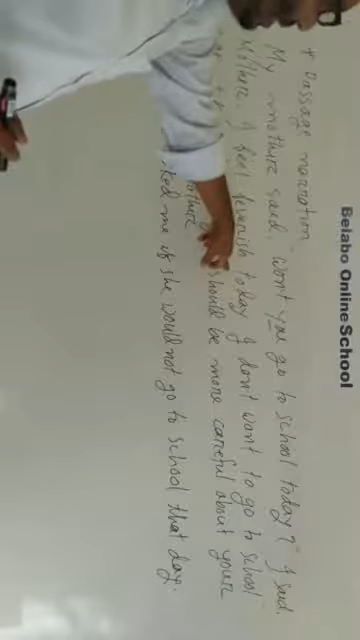 Belabo Online School
* Passage narration
My mother said, "Won't you go to school today?" I said,
Mother, I feel feverish today I don't want to go to school
should be more careful about your
mother
asked me if she would not go to school that day.